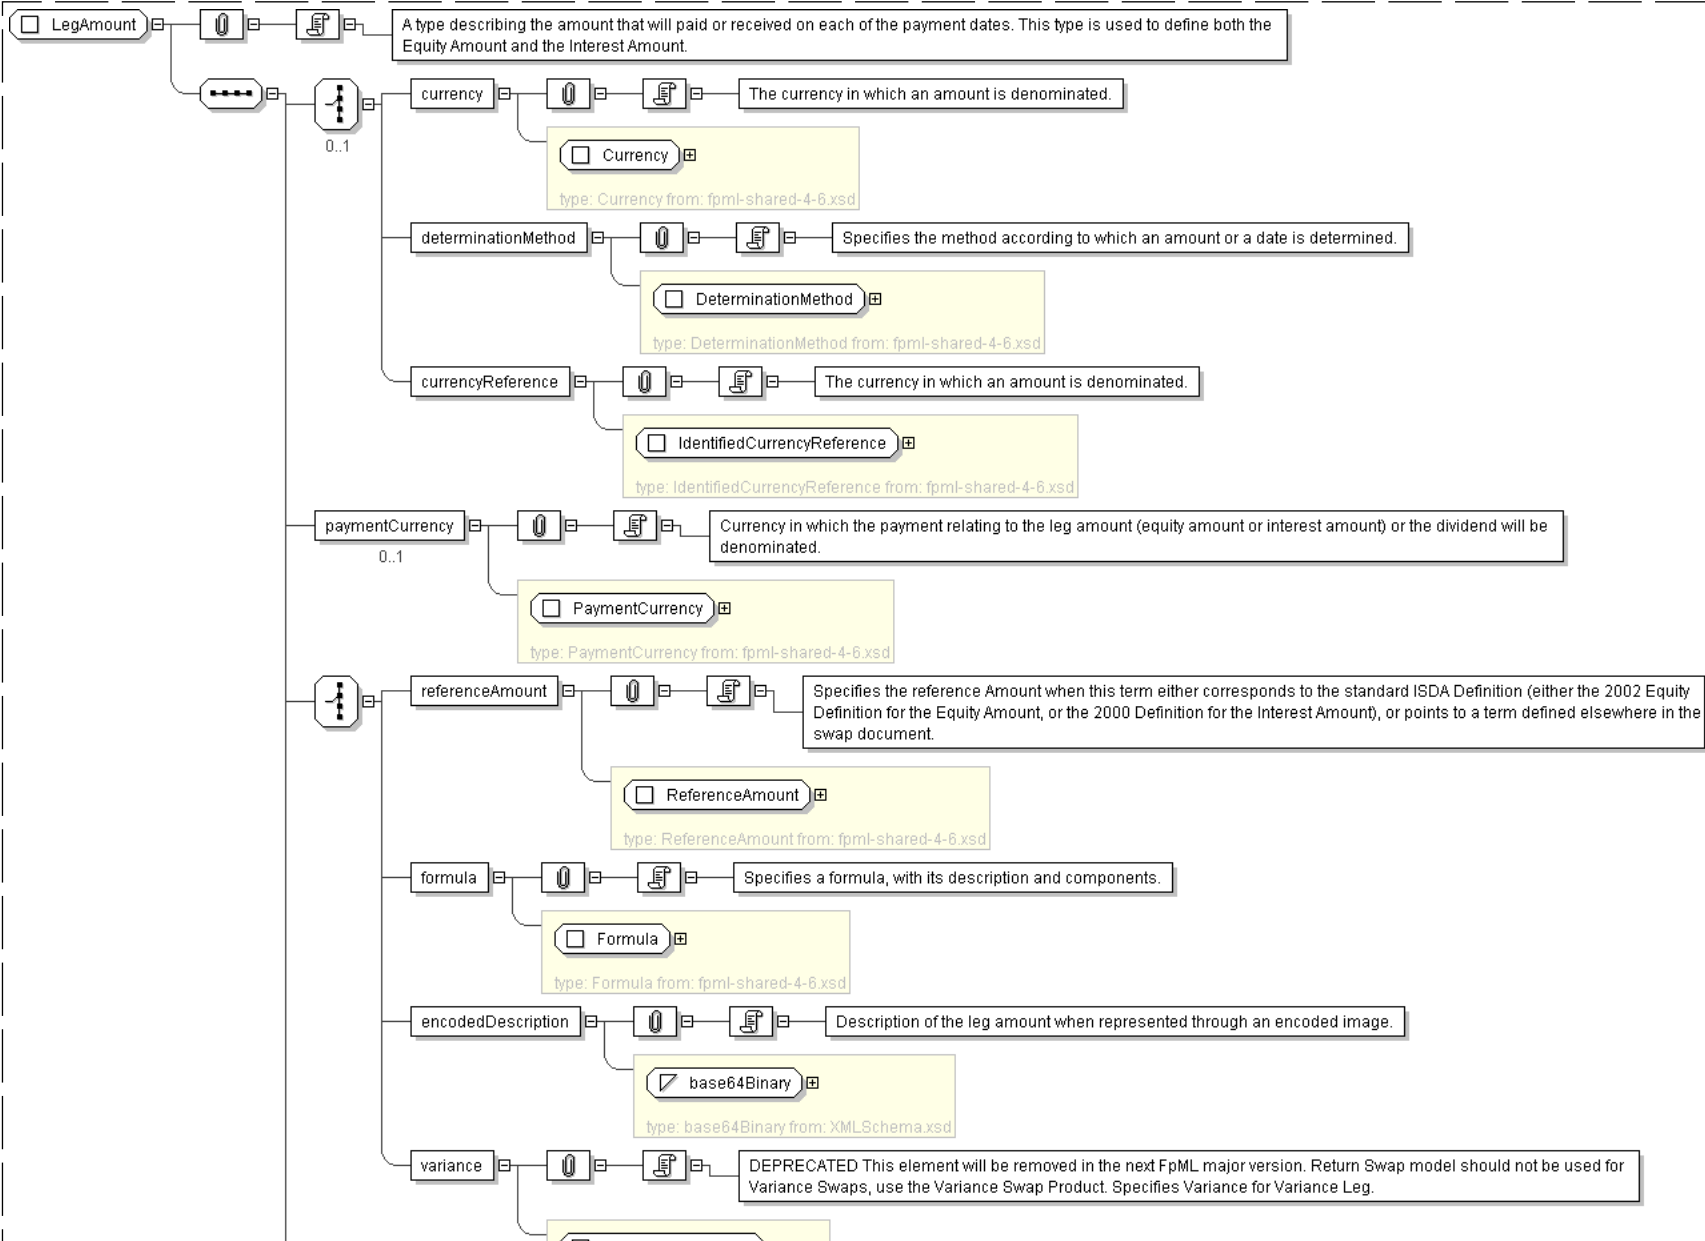 LegAmount
A type describing the amount that will paid or received on each of the payment dates. This type is used to define both the
Equity Amount and the Interest Amount.
0..1
currency
The currency in which an amount is denominated.
Currency
type: Currency from: fpml-shared-4-6.xsd
determinationMethod
Specifies the method according to which an amount or a date is determined.
DeterminationMethod
type: DeterminationMethod from: fpml-shared-4-6.xsd
currencyReference
The currency in which an amount is denominated.
IdentifiedCurrencyReference
type: IdentifiedCurrencyReference from: fpml-shared-4-6.xsd
paymentCurrency
0..1
Currency in which the payment relating to the leg amount (equity amount or interest amount) or the dividend will be
denominated.
PaymentCurrency
type: PaymentCurrency from: fpml-shared-4-6.xsd
referenceAmount
Specifies the reference Amount when this term either corresponds to the standard ISDA Definition (either the 2002 Equity
Definition for the Equity Amount, or the 2000 Definition for the Interest Amount), or points to a term defined elsewhere in the
swap document.
ReferenceAmount
type: ReferenceAmount from: fpml-shared-4-6.xsd
formula
Specifies a formula, with its description and components.
Formula
type: Formula from: fpml-shared-4-6.xsd
encodedDescription
Description of the leg amount when represented through an encoded image.
base64Binary
type: base64Binary from: XMLSchema.xsd
variance
DEPRECATED This element will be removed in the next FpML major version. Return Swap model should not be used for
Variance Swaps, use the Variance Swap Product. Specifies Variance for Variance Leg.